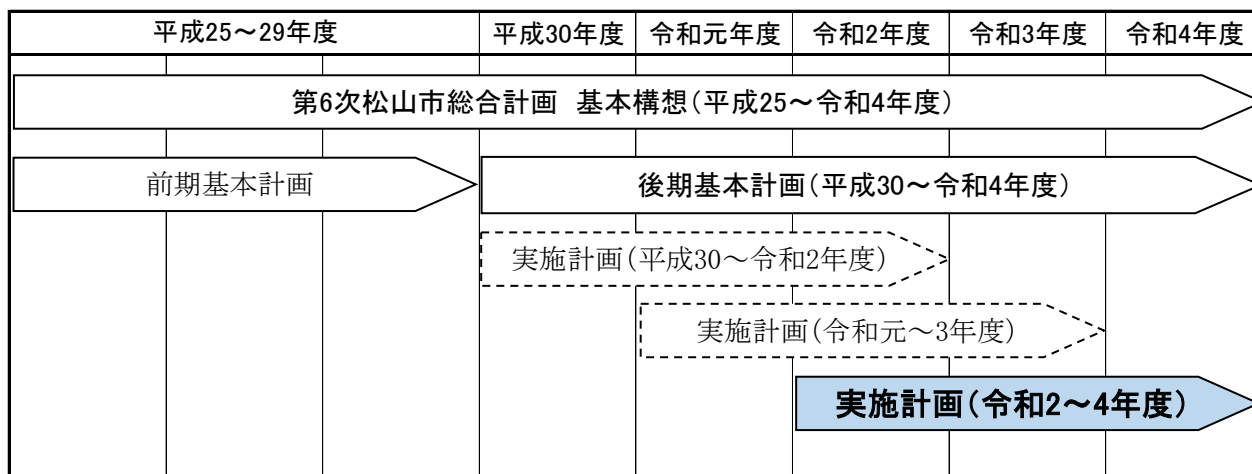 平成25～29年度 平成30年度 令和元年度 令和2年度 令和3年度 令和4年度
第6次松山市総合計画 基本構想(平成25～令和4年度)
前期基本計画 後期基本計画(平成30～令和4年度)
実施計画(平成30～令和2年度)
実施計画(令和元～3年度)
実施計画(令和2～4年度)